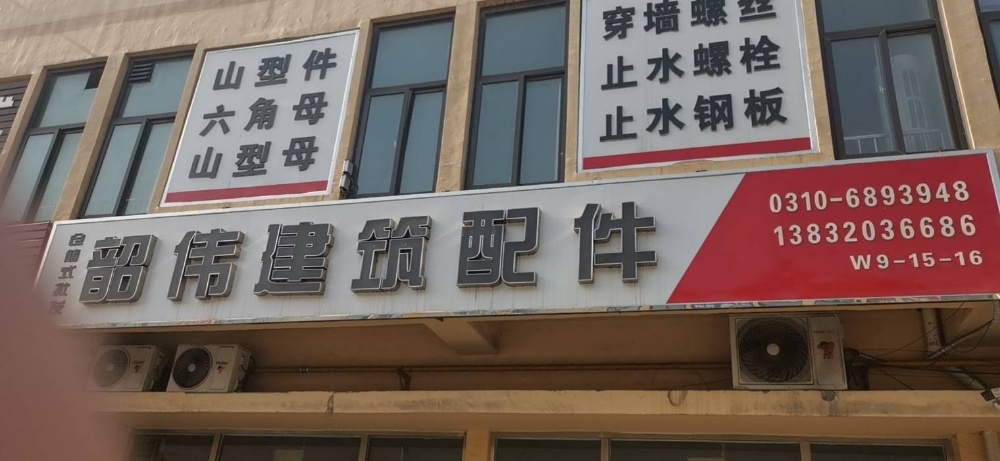 山型件
六角母
山型母
穿墙螺丝
止水螺栓
止水钢板
韶伟建筑配件
0310-6893948
13832036686
W9-15-16